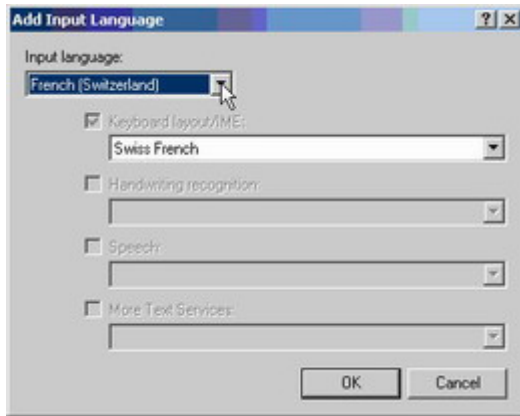 Add Input Language
Input language:
French (Switzerland)
Keyboard layout/IME:
Swiss French
Handwriting recognition:
Speech:
More Text Services:
OK Cancel